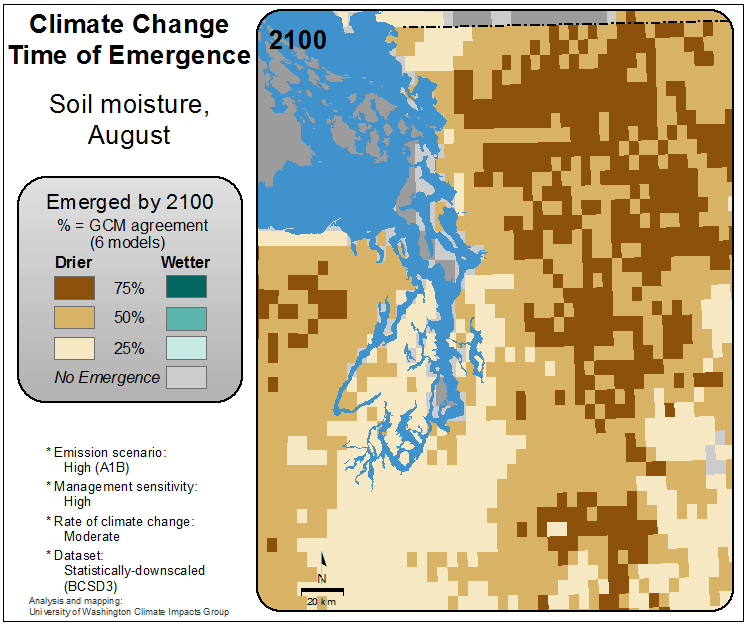 Climate Change
Time of Emergence
Soil moisture,
August
Emerged by 2100
% = GCM agreement
(6 models)
Drier Wetter
75%
50%
25%
No Emergence
* Emission scenario:
High (A1B)
* Management sensitivity:
High
* Rate of climate change:
Moderate
* Dataset:
Statistically-downscaled
(BCSD3)
Analysis and mapping:
University of Washington Climate Impacts Group
2100
N
20 km